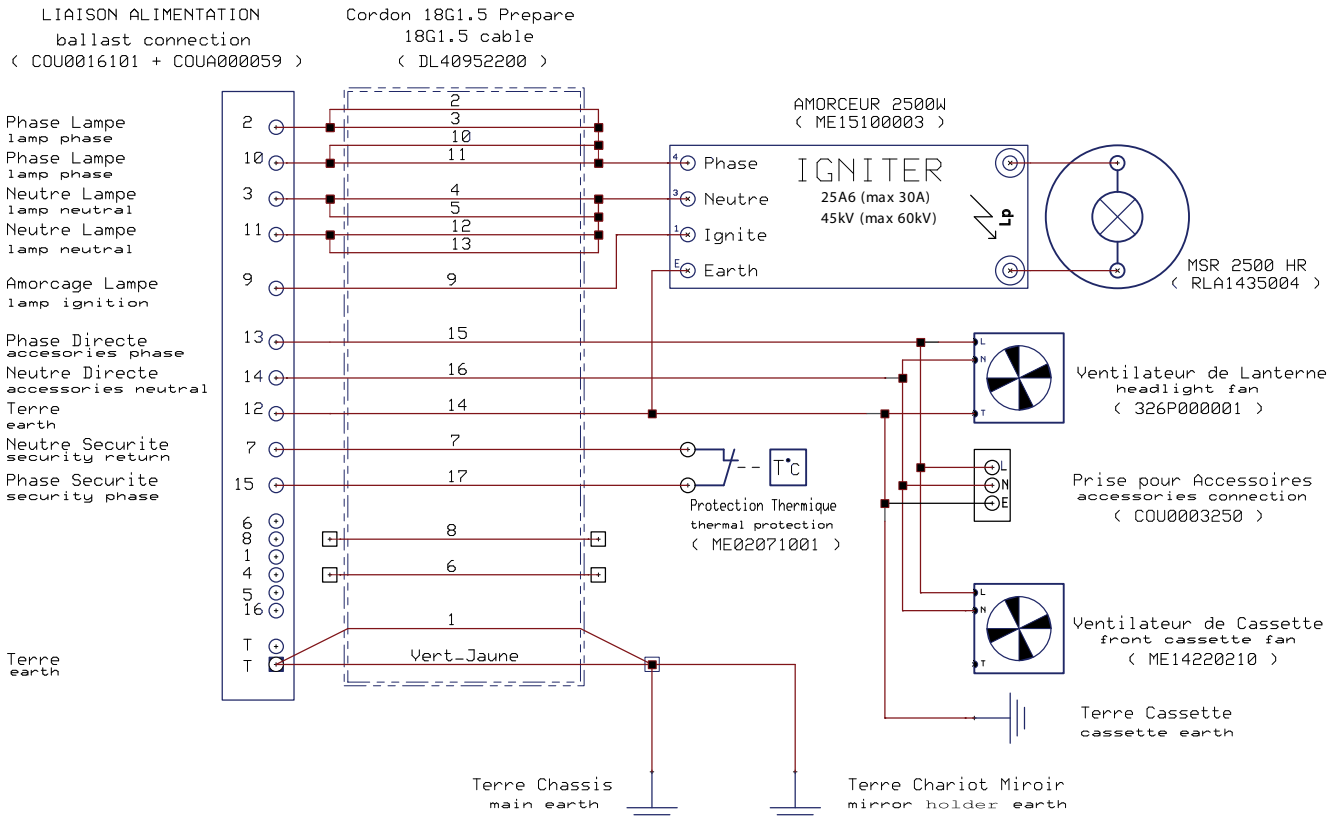 LIAISON ALIMENTATION
ballast connection
( COU0016101 + COUA000059 )
Cordon 18G1.5 Prepare
18G1.5 cable
( DL40952200 )
Phase Lampe
lamp phase
2
Phase Lampe
lamp phase
10
Neutre Lampe
lamp neutral
3
Neutre Lampe
lamp neutral
11
Amorcage Lampe
lamp ignition
9
Phase Directe
accesories phase
13
Neutre Directe
accessories neutral
14
Terre
earth
12
Neutre Securite
security return
7
Phase Securite
security phase
15
6
8
1
4
5
16
T
T
Terre
earth
2
3
10
11
4
5
12
13
9
15
16
14
7
17
8
6
1
Vert-Jaune
AMORCEUR 2500W
( ME15100003 )
IGNITER
25A6 (max 30A)
45kV (max 60kV)
4 Phase
3 Neutre
1 Ignite
E Earth
Lp
MSR 2500 HR
( RLA1435004 )
L
N
T
Ventilateur de Lanterne
headlight fan
( 326P000001 )
T°c
Protection Thermique
thermal protection
( ME02071001 )
L
N
E
Prise pour Accessoires
accessories connection
( COU0003250 )
L
N
T
Ventilateur de Cassette
front cassette fan
( ME14220210 )
Terre Cassette
cassette earth
Terre Chassis
main earth
Terre Chariot Miroir
mirror holder earth